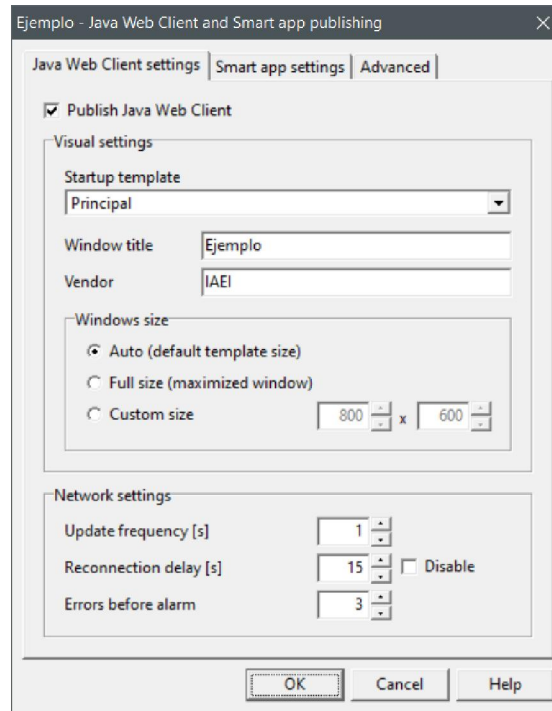 Ejemplo - Java Web Client and Smart app publishing
Java Web Client settings Smart app settings Advanced
Publish Java Web Client
Visual settings
Startup template
Principal
Window title Ejemplo
Vendor IAEI
Windows size
Auto (default template size)
Full size (maximized window)
Custom size 800 x 600
Network settings
Update frequency [s] 1
Reconnection delay [s] 15 Disable
Errors before alarm 3
OK Cancel Help